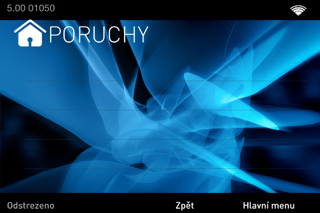 5.00 01050
PORUCHY
Odstrezeno Zpět Hlavní menu